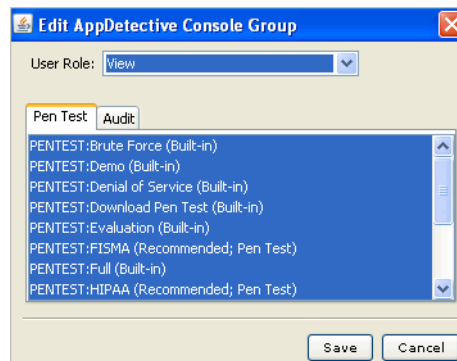 Edit AppDetective Console Group
User Role: View
Pen Test Audit
PENTEST:Brute Force (Built-in)
PENTEST:Demo (Built-in)
PENTEST:Denial of Service (Built-in)
PENTEST:Download Pen Test (Built-in)
PENTEST:Evaluation (Built-in)
PENTEST:FISMA (Recommended; Pen Test)
PENTEST:Full (Built-in)
PENTEST:HIPAA (Recommended; Pen Test)
Save Cancel